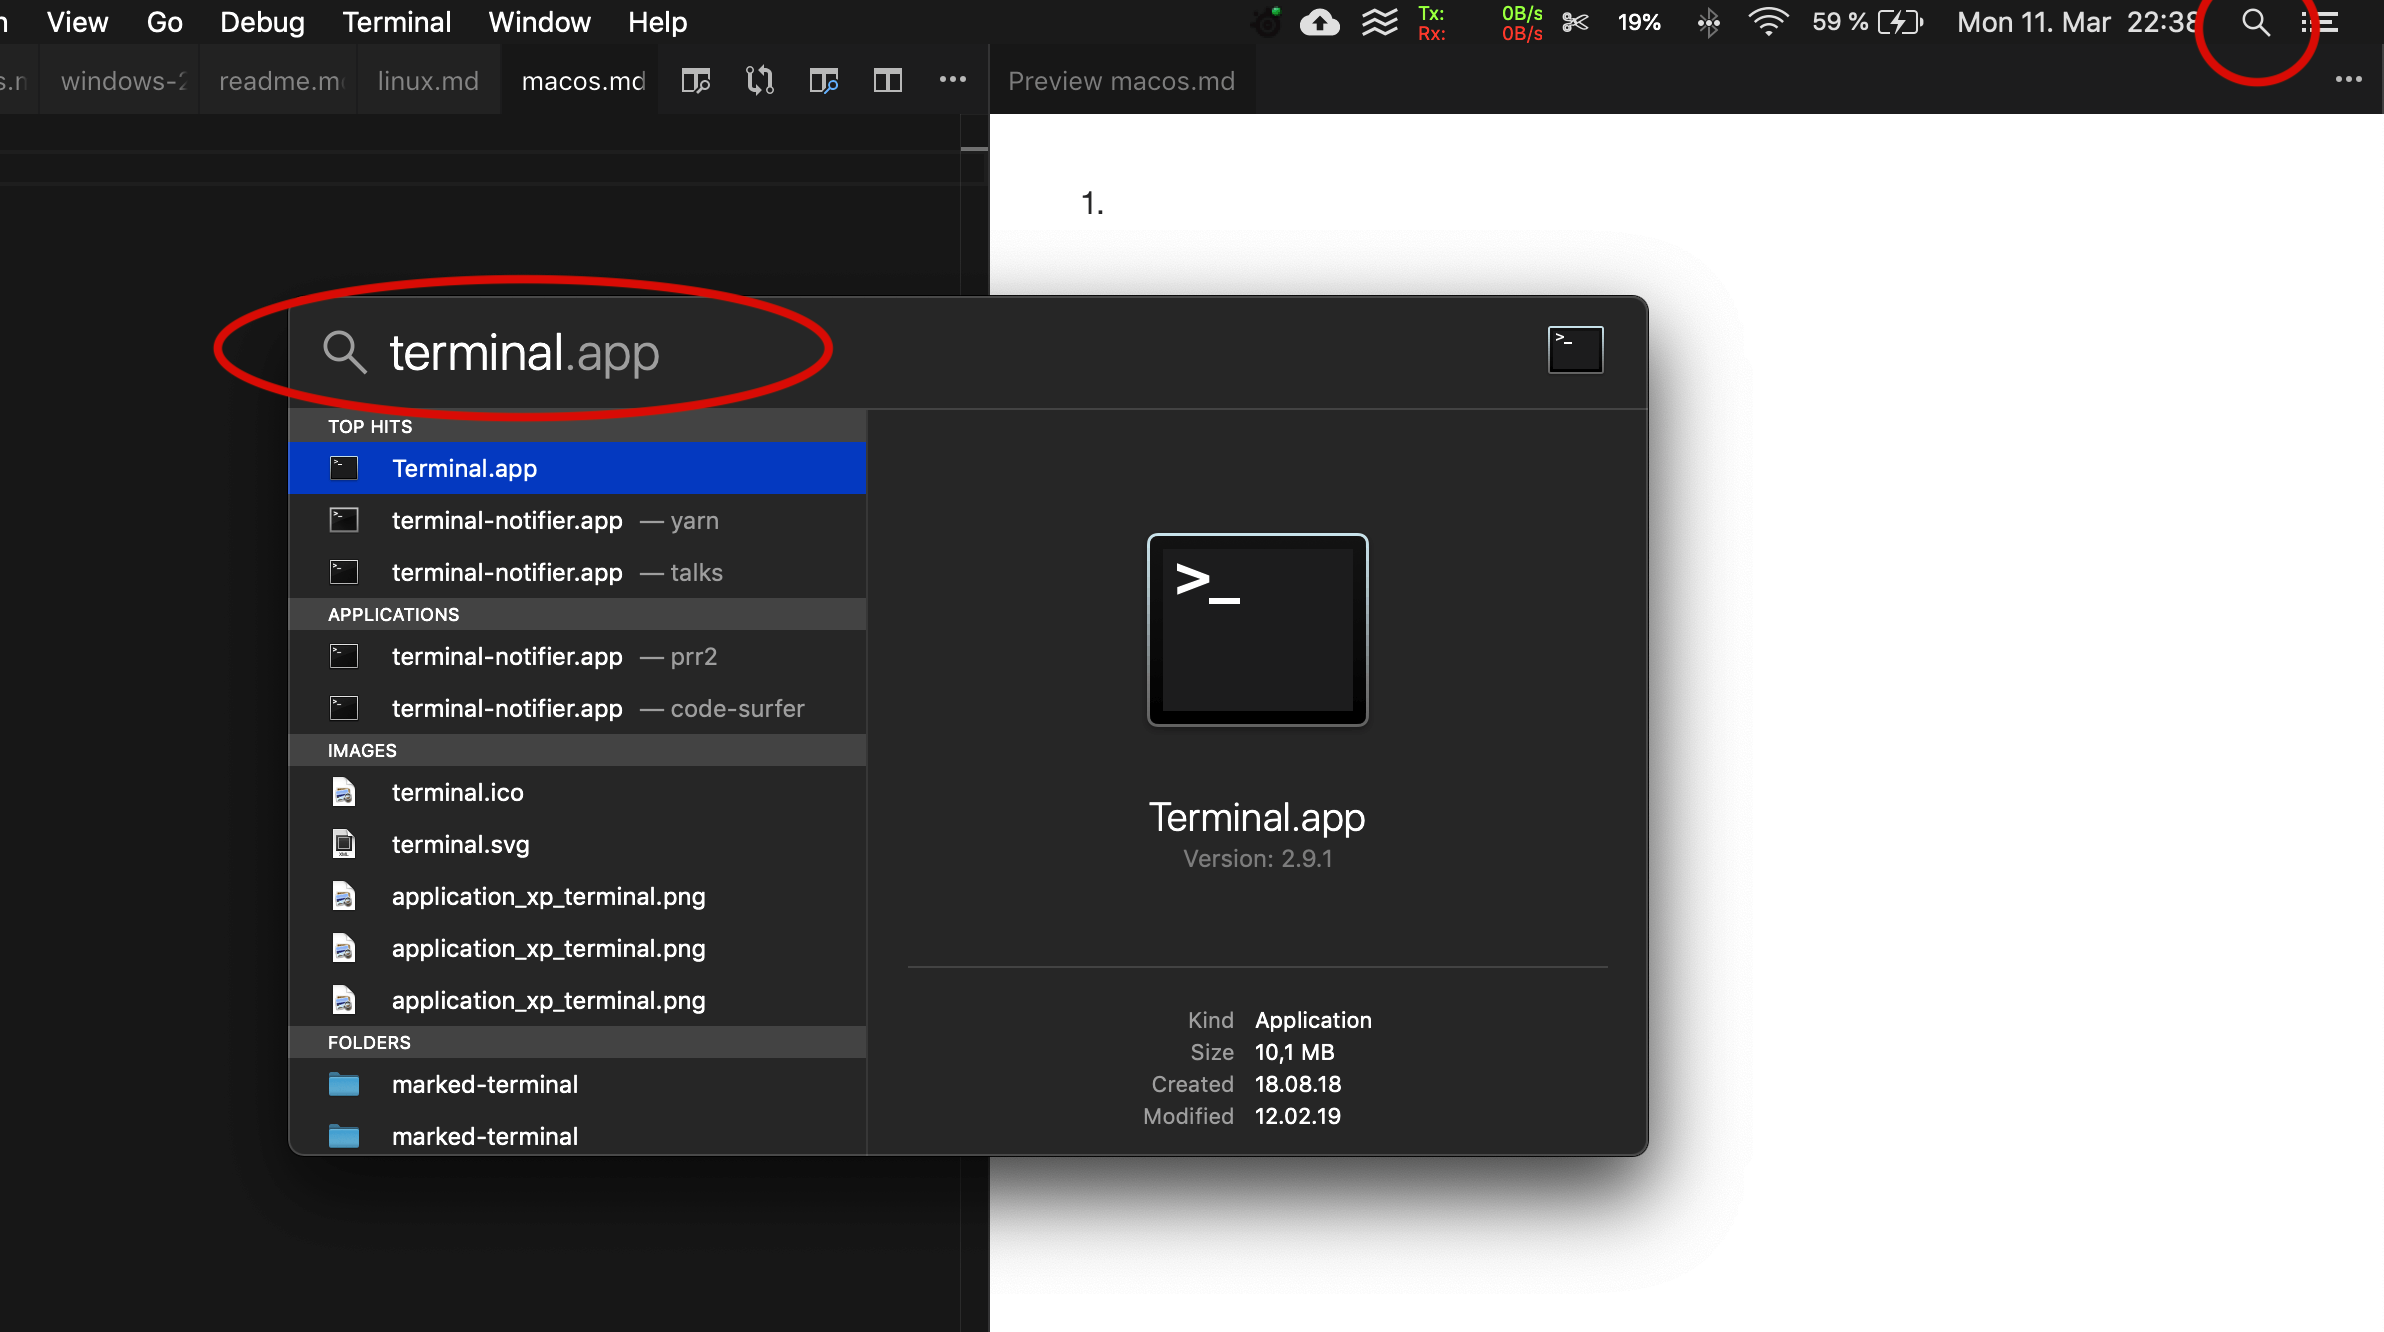 View Go Debug Terminal Window Help Tx: 0B/s Rx: 0B/s 19% 59 % Mon 11. Mar 22:38
windows-2 readme.md linux.md macos.md Preview macos.md
1.
terminal.app
>_
TOP HITS
Terminal.app
terminal-notifier.app — yarn
terminal-notifier.app — talks
APPLICATIONS
terminal-notifier.app — prr2
terminal-notifier.app — code-surfer
IMAGES
terminal.ico
terminal.svg
application_xp_terminal.png
application_xp_terminal.png
application_xp_terminal.png
FOLDERS
marked-terminal
marked-terminal
>_
Terminal.app
Version: 2.9.1
Kind Application
Size 10,1 MB
Created 18.08.18
Modified 12.02.19